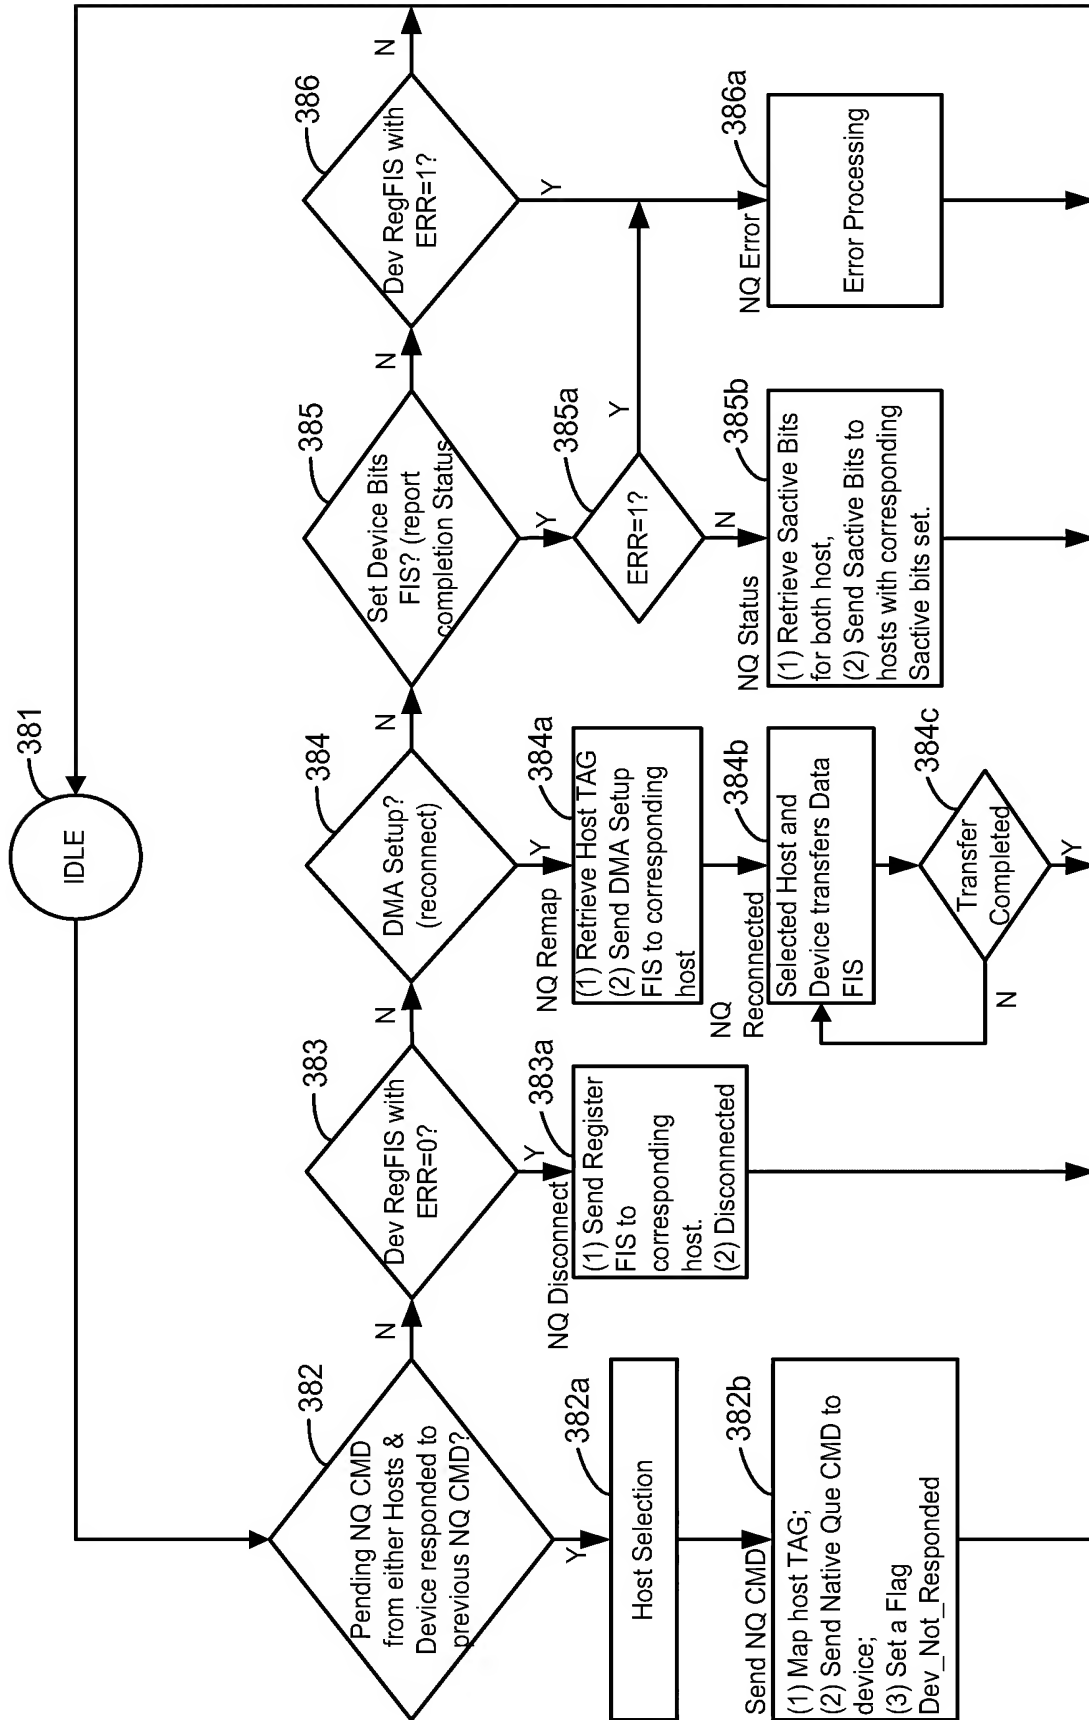 381
IDLE
382
Pending NQ CMD
from either Hosts &
Device responded to
previous NQ CMD?
N
Y
382a
Host Selection
382b
Send NQ CMD
(1) Map host TAG;
(2) Send Native Que CMD to
device;
(3) Set a Flag
Dev_Not_Responded
383
Dev RegFIS with
ERR=0?
N
Y
383a
NQ Disconnect
(1) Send Register
FIS to
corresponding
host.
(2) Disconnected
384
DMA Setup?
(reconnect)
N
Y
384a
NQ Remap
(1) Retrieve Host TAG
(2) Send DMA Setup
FIS to corresponding
host
384b
NQ
Reconnected
Selected Host and
Device transfers Data
FIS
384c
Transfer
Completed
N
Y
385
Set Device Bits
FIS? (report
completion Status
N
Y
385a
ERR=1?
Y
N
385b
NQ Status
(1) Retrieve Sactive Bits
for both host,
(2) Send Sactive Bits to
hosts with corresponding
Sactive bits set.
386
Dev RegFIS with
ERR=1?
N
Y
386a
NQ Error
Error Processing